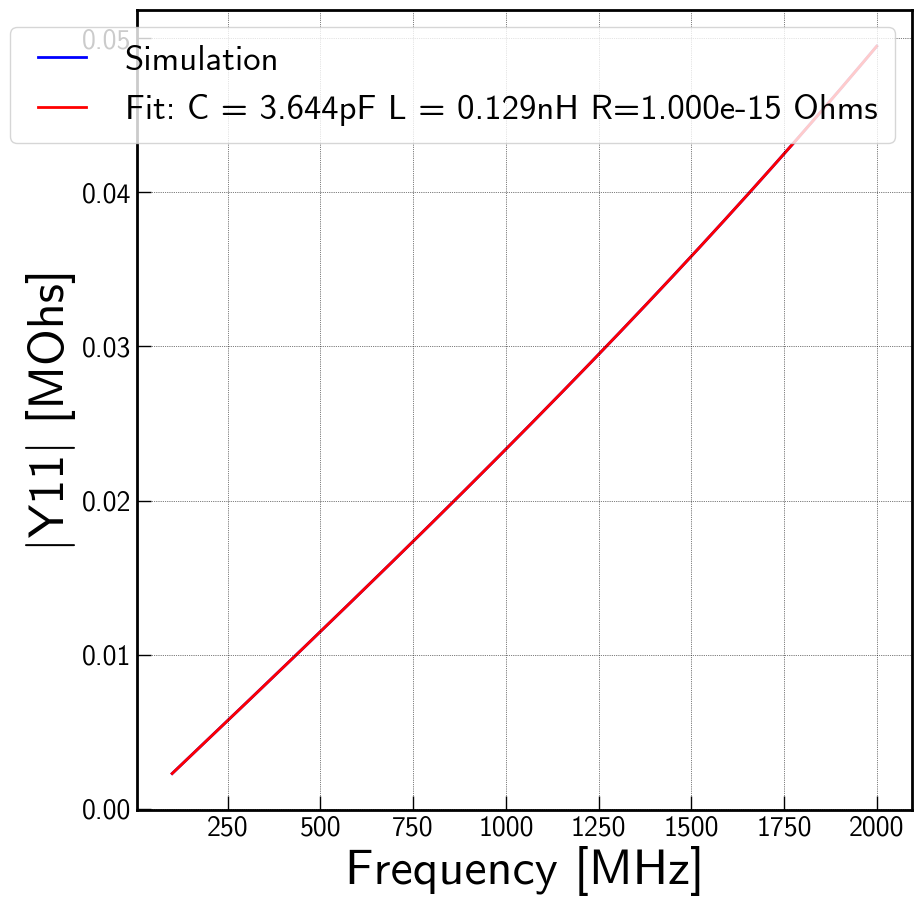 0.05
Simulation
Fit: C = 3.644pF L = 0.129nH R=1.000e-15 Ohms
0.04
0.03
0.02
0.01
0.00
|Y11| [MOhs]
250 500 750 1000 1250 1500 1750 2000
Frequency [MHz]